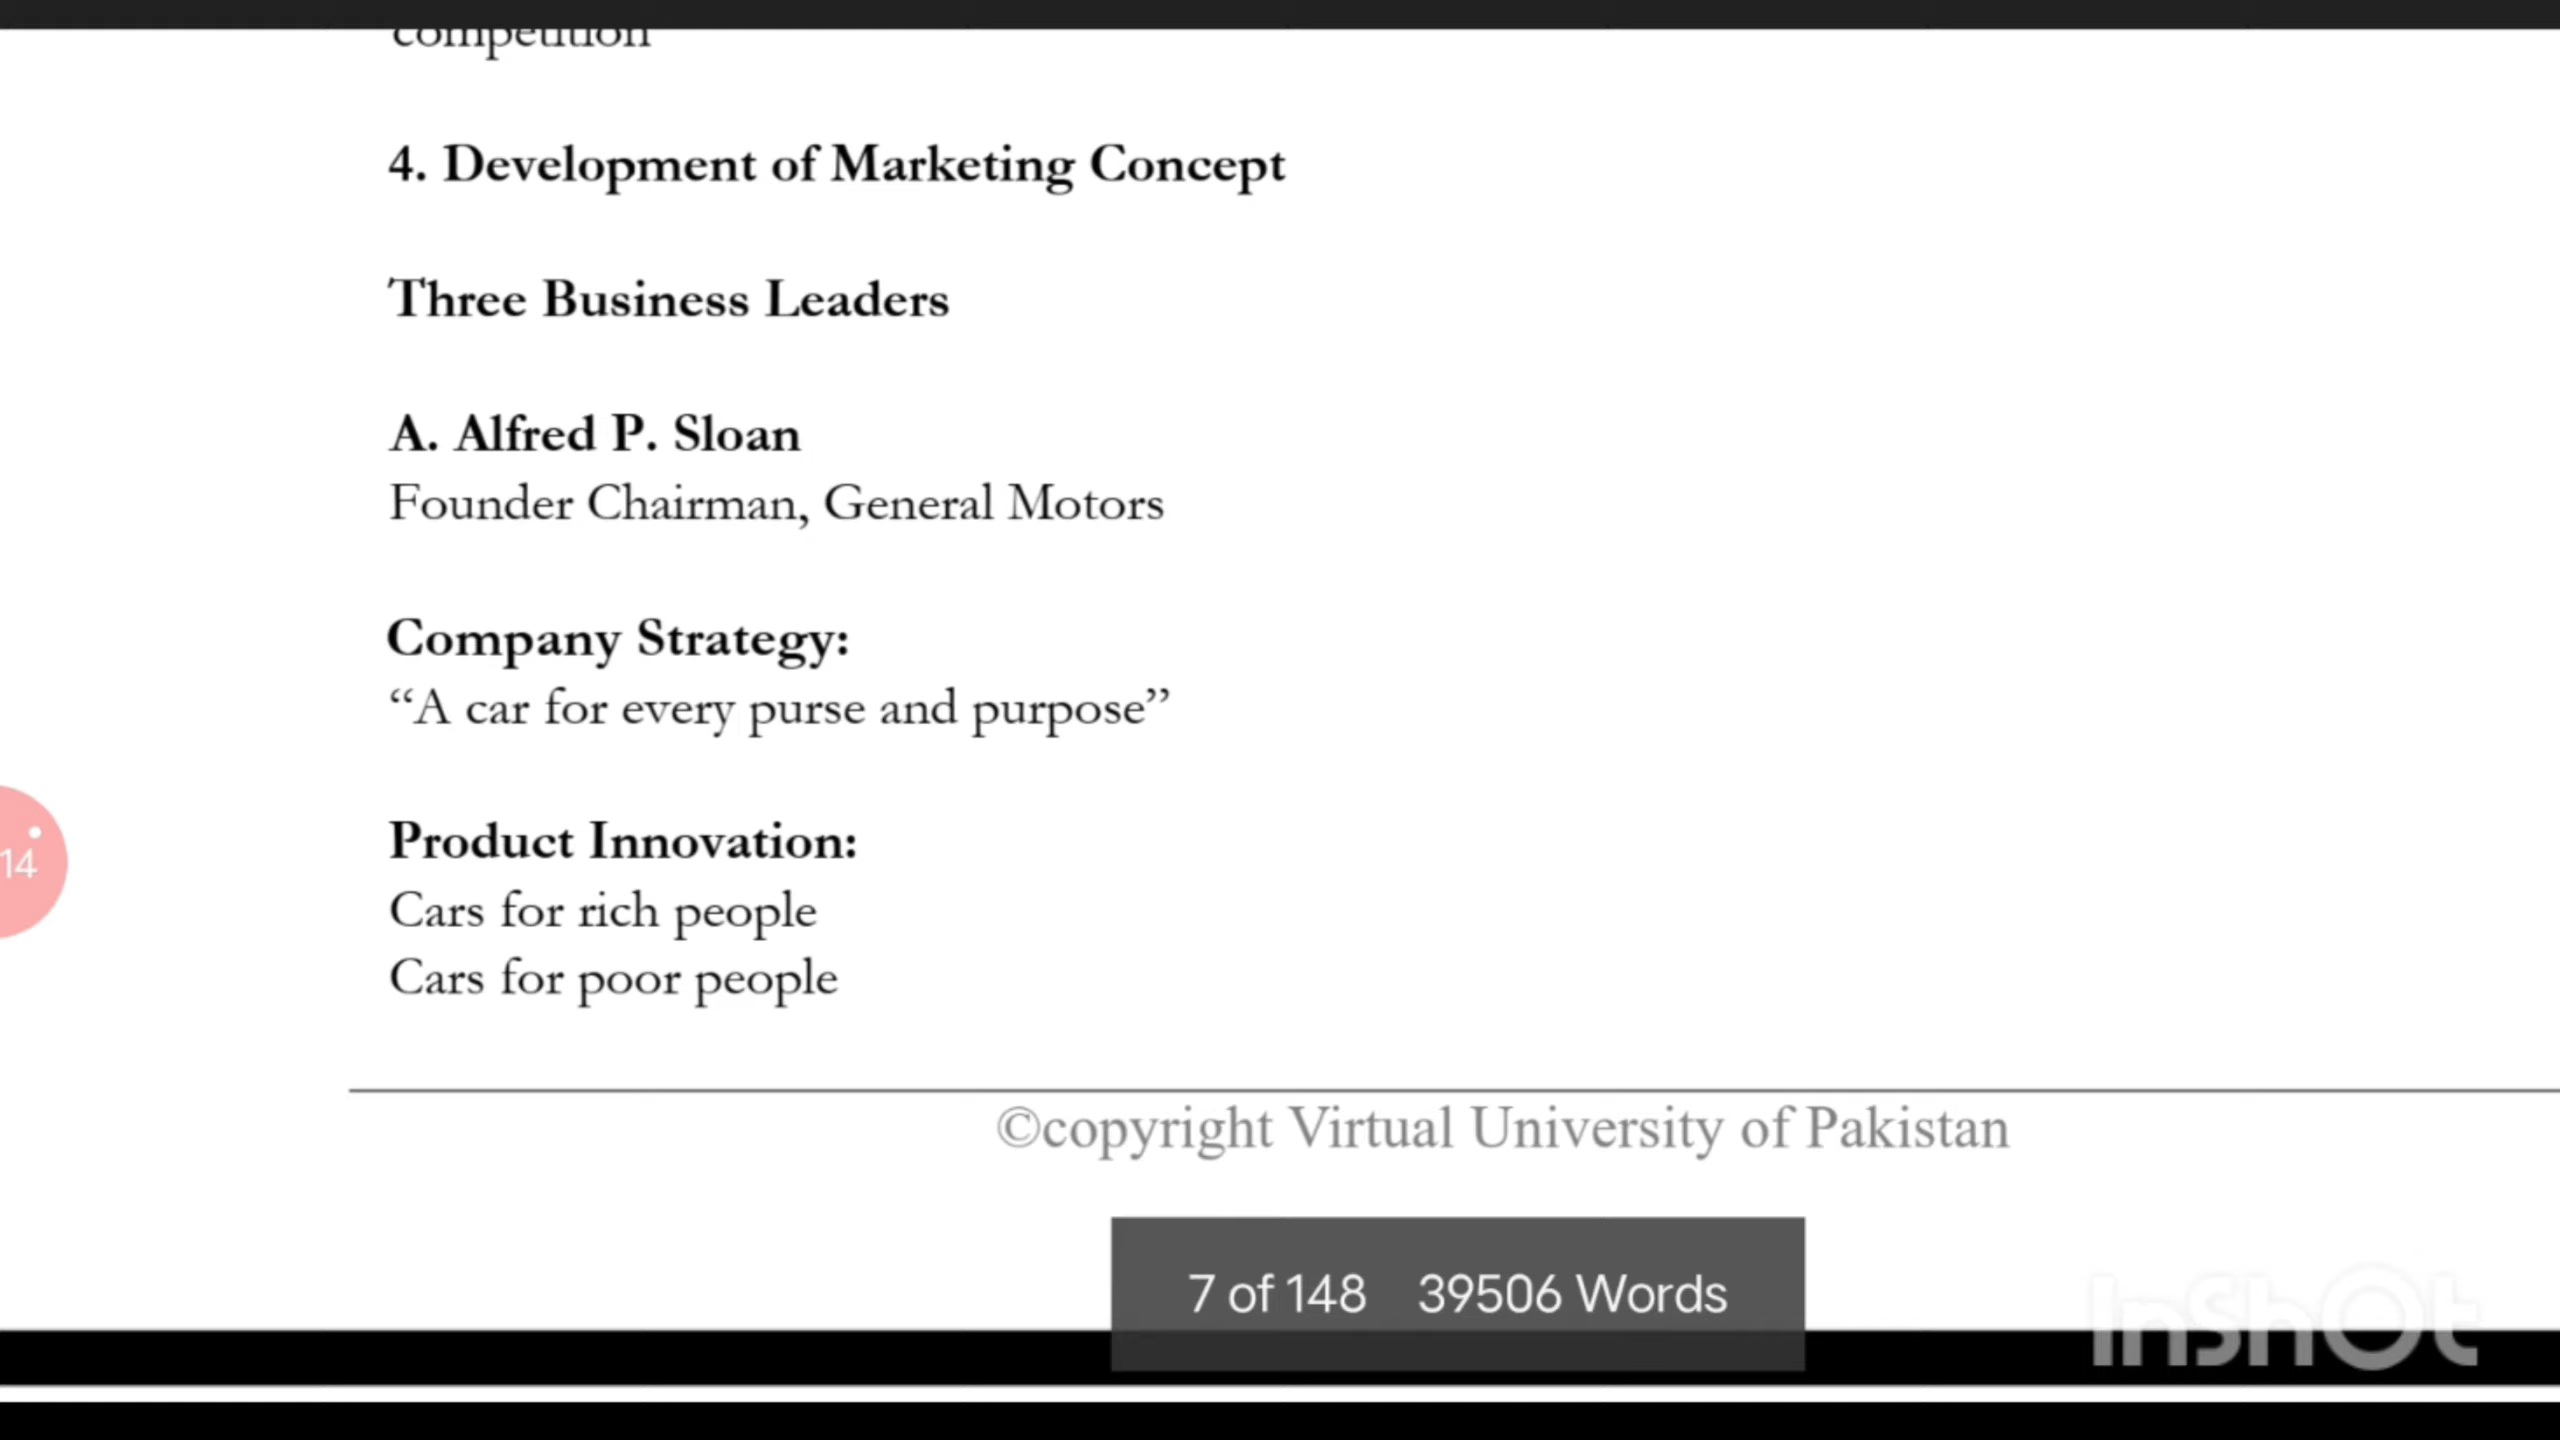 competition
4. Development of Marketing Concept
Three Business Leaders
A. Alfred P. Sloan
Founder Chairman, General Motors
Company Strategy:
“A car for every purse and purpose”
Product Innovation:
Cars for rich people
Cars for poor people
14
©copyright Virtual University of Pakistan
7 of 148 39506 Words
InShOt